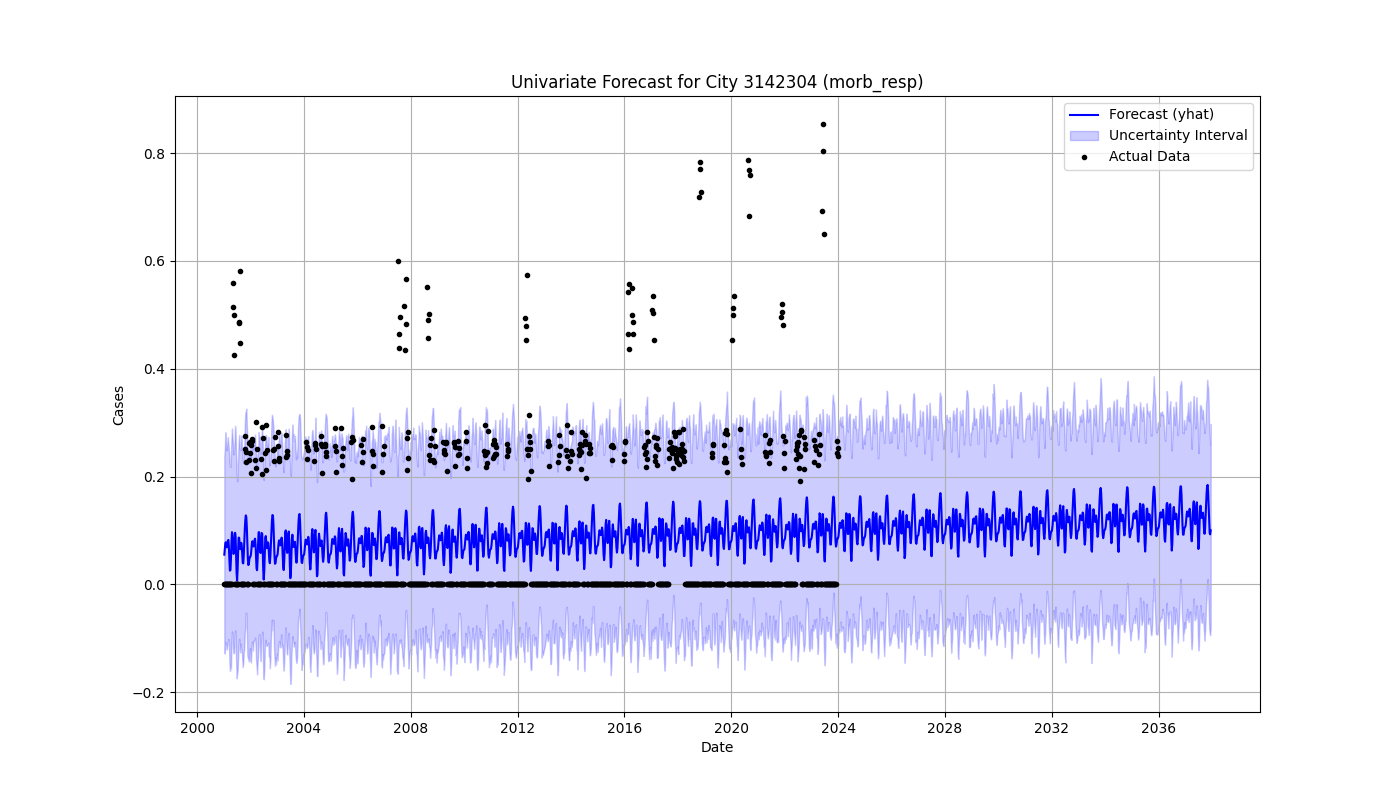 Univariate Forecast for City 3142304 (morb_resp)
Forecast (yhat)
Uncertainty Interval
Actual Data
Cases
0.8
0.6
0.4
0.2
0.0
−0.2
2000 2004 2008 2012 2016 2020 2024 2028 2032 2036
Date